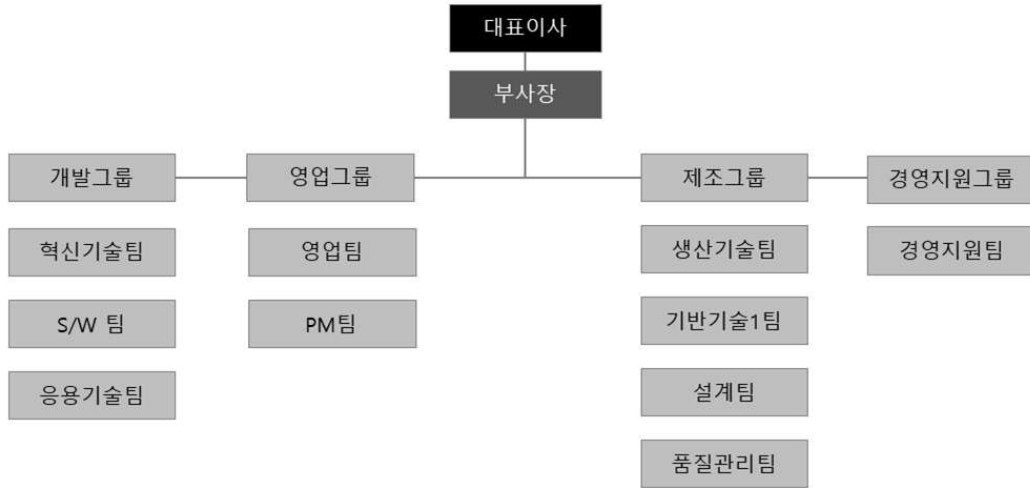 대표이사
부사장
개발그룹
영업그룹
제조그룹
경영지원그룹
혁신기술팀
영업팀
생산기술팀
경영지원팀
S/W 팀
PM팀
기반기술1팀
응용기술팀
설계팀
품질관리팀